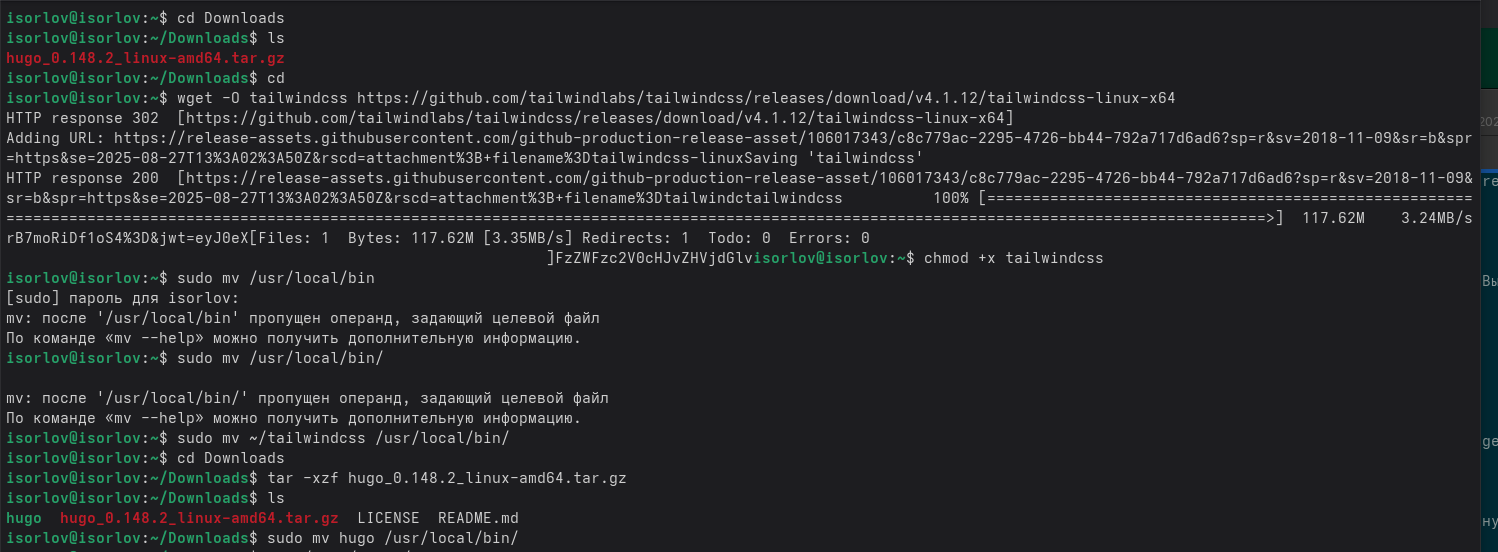 isorlov@isorlov:~$ cd Downloads
isorlov@isorlov:~/Downloads$ ls
hugo_0.148.2_linux-amd64.tar.gz
isorlov@isorlov:~/Downloads$ cd
isorlov@isorlov:~$ wget -O tailwindcss https://github.com/tailwindlabs/tailwindcss/releases/download/v4.1.12/tailwindcss-linux-x64
HTTP response 302  [https://github.com/tailwindlabs/tailwindcss/releases/download/v4.1.12/tailwindcss-linux-x64]
Adding URL: https://release-assets.githubusercontent.com/github-production-release-asset/106017343/c8c779ac-2295-4726-bb44-792a717d6ad6?sp=r&sv=2018-11-09&sr=b&spr
=https&se=2025-08-27T13%3A02%3A50Z&rscd=attachment%3B+filename%3Dtailwindcss-linuxSaving 'tailwindcss'
HTTP response 200  [https://release-assets.githubusercontent.com/github-production-release-asset/106017343/c8c779ac-2295-4726-bb44-792a717d6ad6?sp=r&sv=2018-11-09&
sr=b&spr=https&se=2025-08-27T13%3A02%3A50Z&rscd=attachment%3B+filename%3Dtailwindctailwindcss          100% [======================================================
============================================================================================================================================>]  117.62M    3.24MB/s
rB7moRiDf1oS4%3D&jwt=eyJ0eX[Files: 1  Bytes: 117.62M [3.35MB/s] Redirects: 1  Todo: 0  Errors: 0
]FzZWFzc2V0cHJvZHVjdGlvisorlov@isorlov:~$ chmod +x tailwindcss
isorlov@isorlov:~$ sudo mv /usr/local/bin
[sudo] пароль для isorlov:
mv: после '/usr/local/bin' пропущен операнд, задающий целевой файл
По команде «mv --help» можно получить дополнительную информацию.
isorlov@isorlov:~$ sudo mv /usr/local/bin/
mv: после '/usr/local/bin/' пропущен операнд, задающий целевой файл
По команде «mv --help» можно получить дополнительную информацию.
isorlov@isorlov:~$ sudo mv ~/tailwindcss /usr/local/bin/
isorlov@isorlov:~$ cd Downloads
isorlov@isorlov:~/Downloads$ tar -xzf hugo_0.148.2_linux-amd64.tar.gz
isorlov@isorlov:~/Downloads$ ls
hugo  hugo_0.148.2_linux-amd64.tar.gz  LICENSE  README.md
isorlov@isorlov:~/Downloads$ sudo mv hugo /usr/local/bin/